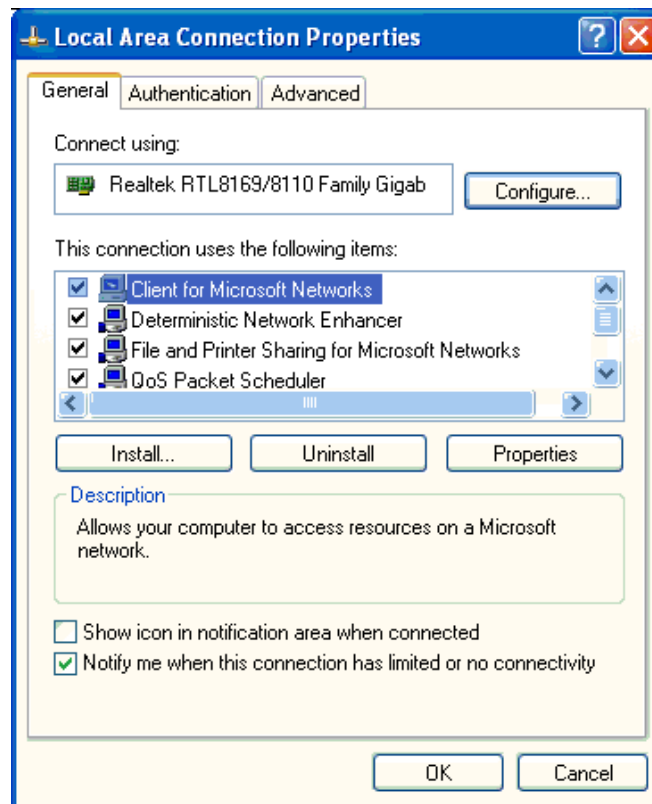 Local Area Connection Properties
General Authentication Advanced
Connect using:
Realtek RTL8169/8110 Family Gigab
Configure...
This connection uses the following items:
Client for Microsoft Networks
Deterministic Network Enhancer
File and Printer Sharing for Microsoft Networks
QoS Packet Scheduler
Install... Uninstall Properties
Description
Allows your computer to access resources on a Microsoft
network.
Show icon in notification area when connected
Notify me when this connection has limited or no connectivity
OK Cancel